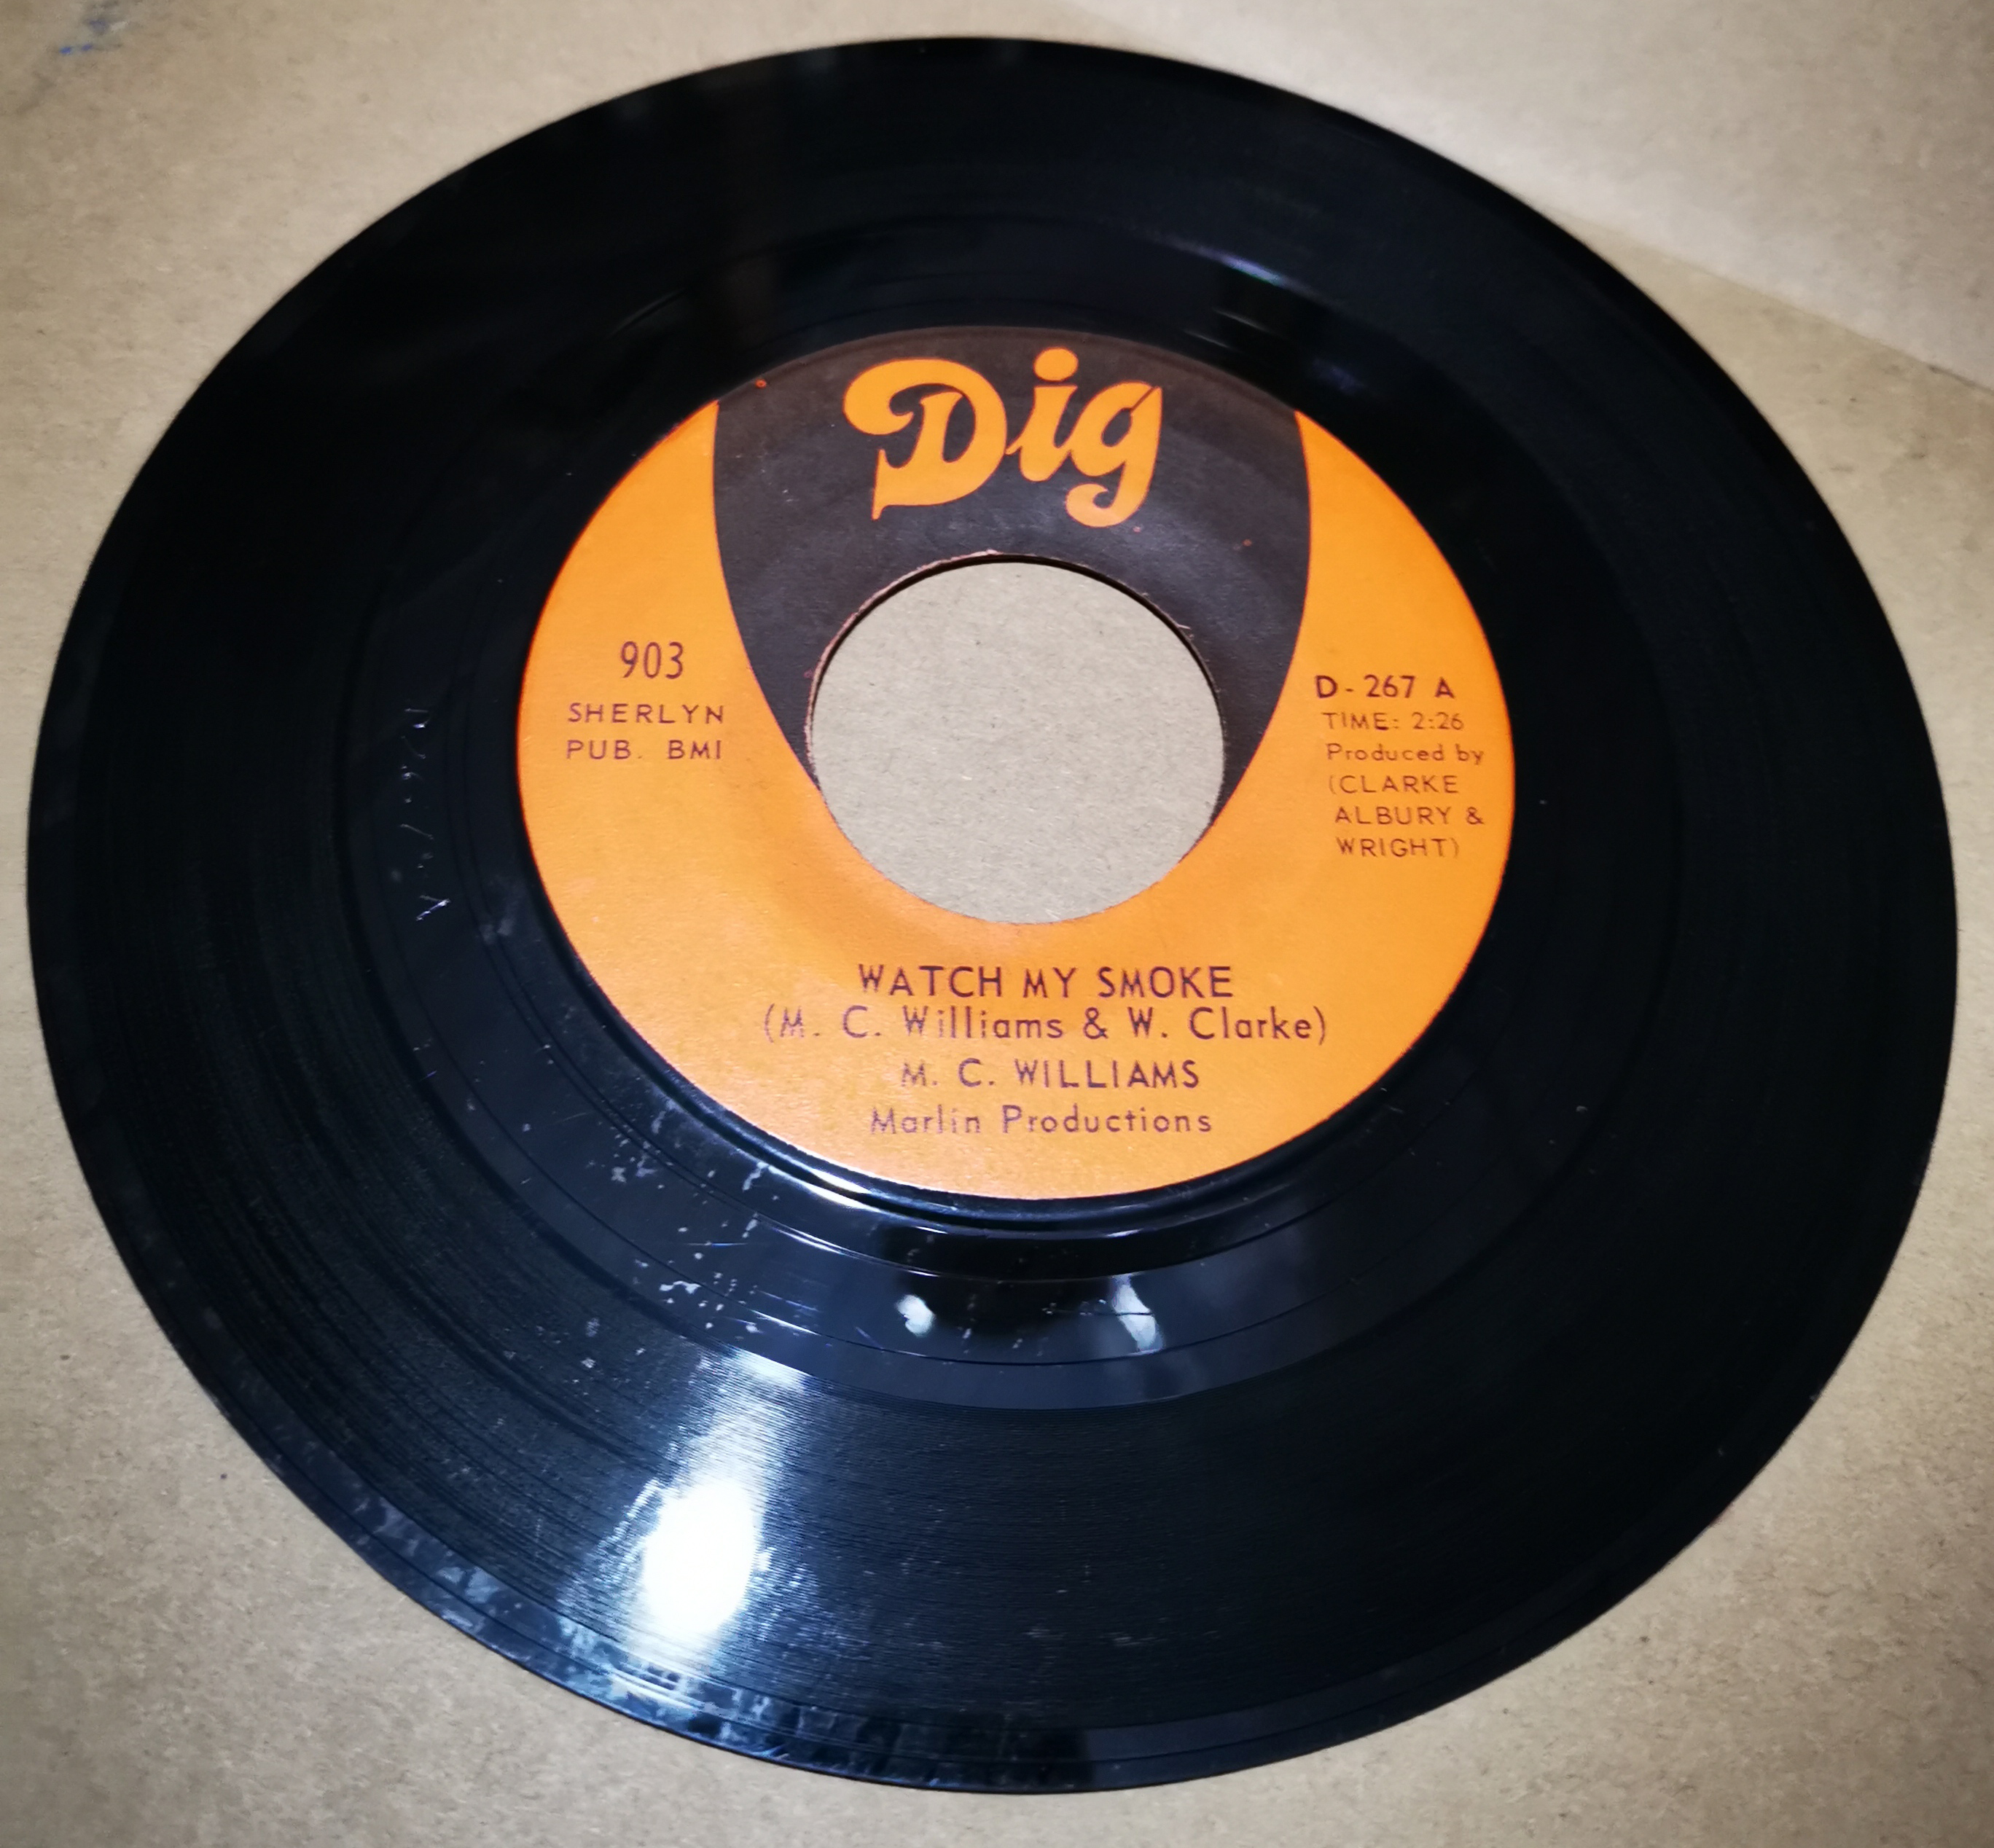 Dig
903
SHERLYN
PUB. BMI
D-267 A
TIME: 2:26
Produced by
(CLARKE
ALBURY &
WRIGHT)
WATCH MY SMOKE
(M. C. Williams & W. Clarke)
M. C. WILLIAMS
Marlin Productions